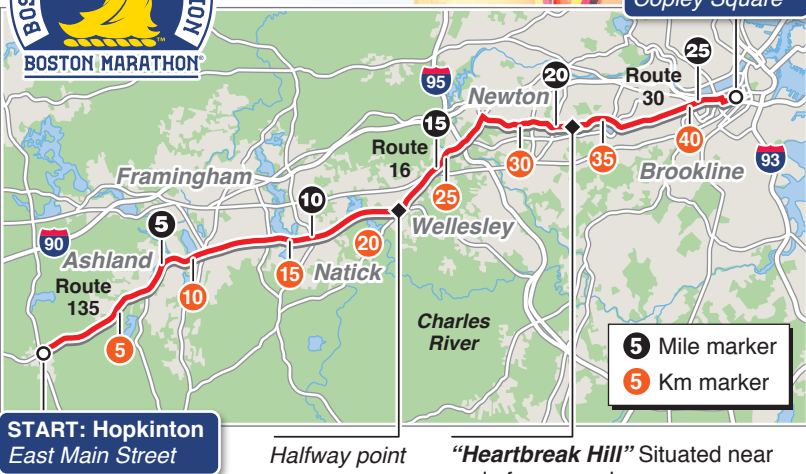 Copley Square
BOSTON MARATHON®
95
20
Route
30
25
Newton
15
Route
16
30
35
40
93
Framingham
25
Brookline
10
Wellesley
5
20
90
Ashland
15
Natick
Route
135
10
Charles
River
5
5 Mile marker
5 Km marker
START: Hopkinton
East Main Street
Halfway point
"Heartbreak Hill" Situated near